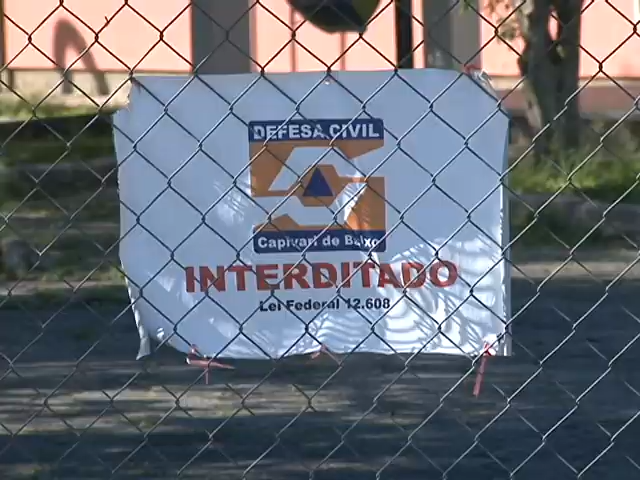 DEFESA CIVIL
Capivari de Baixo
INTERDITADO
Lei Federal 12.608